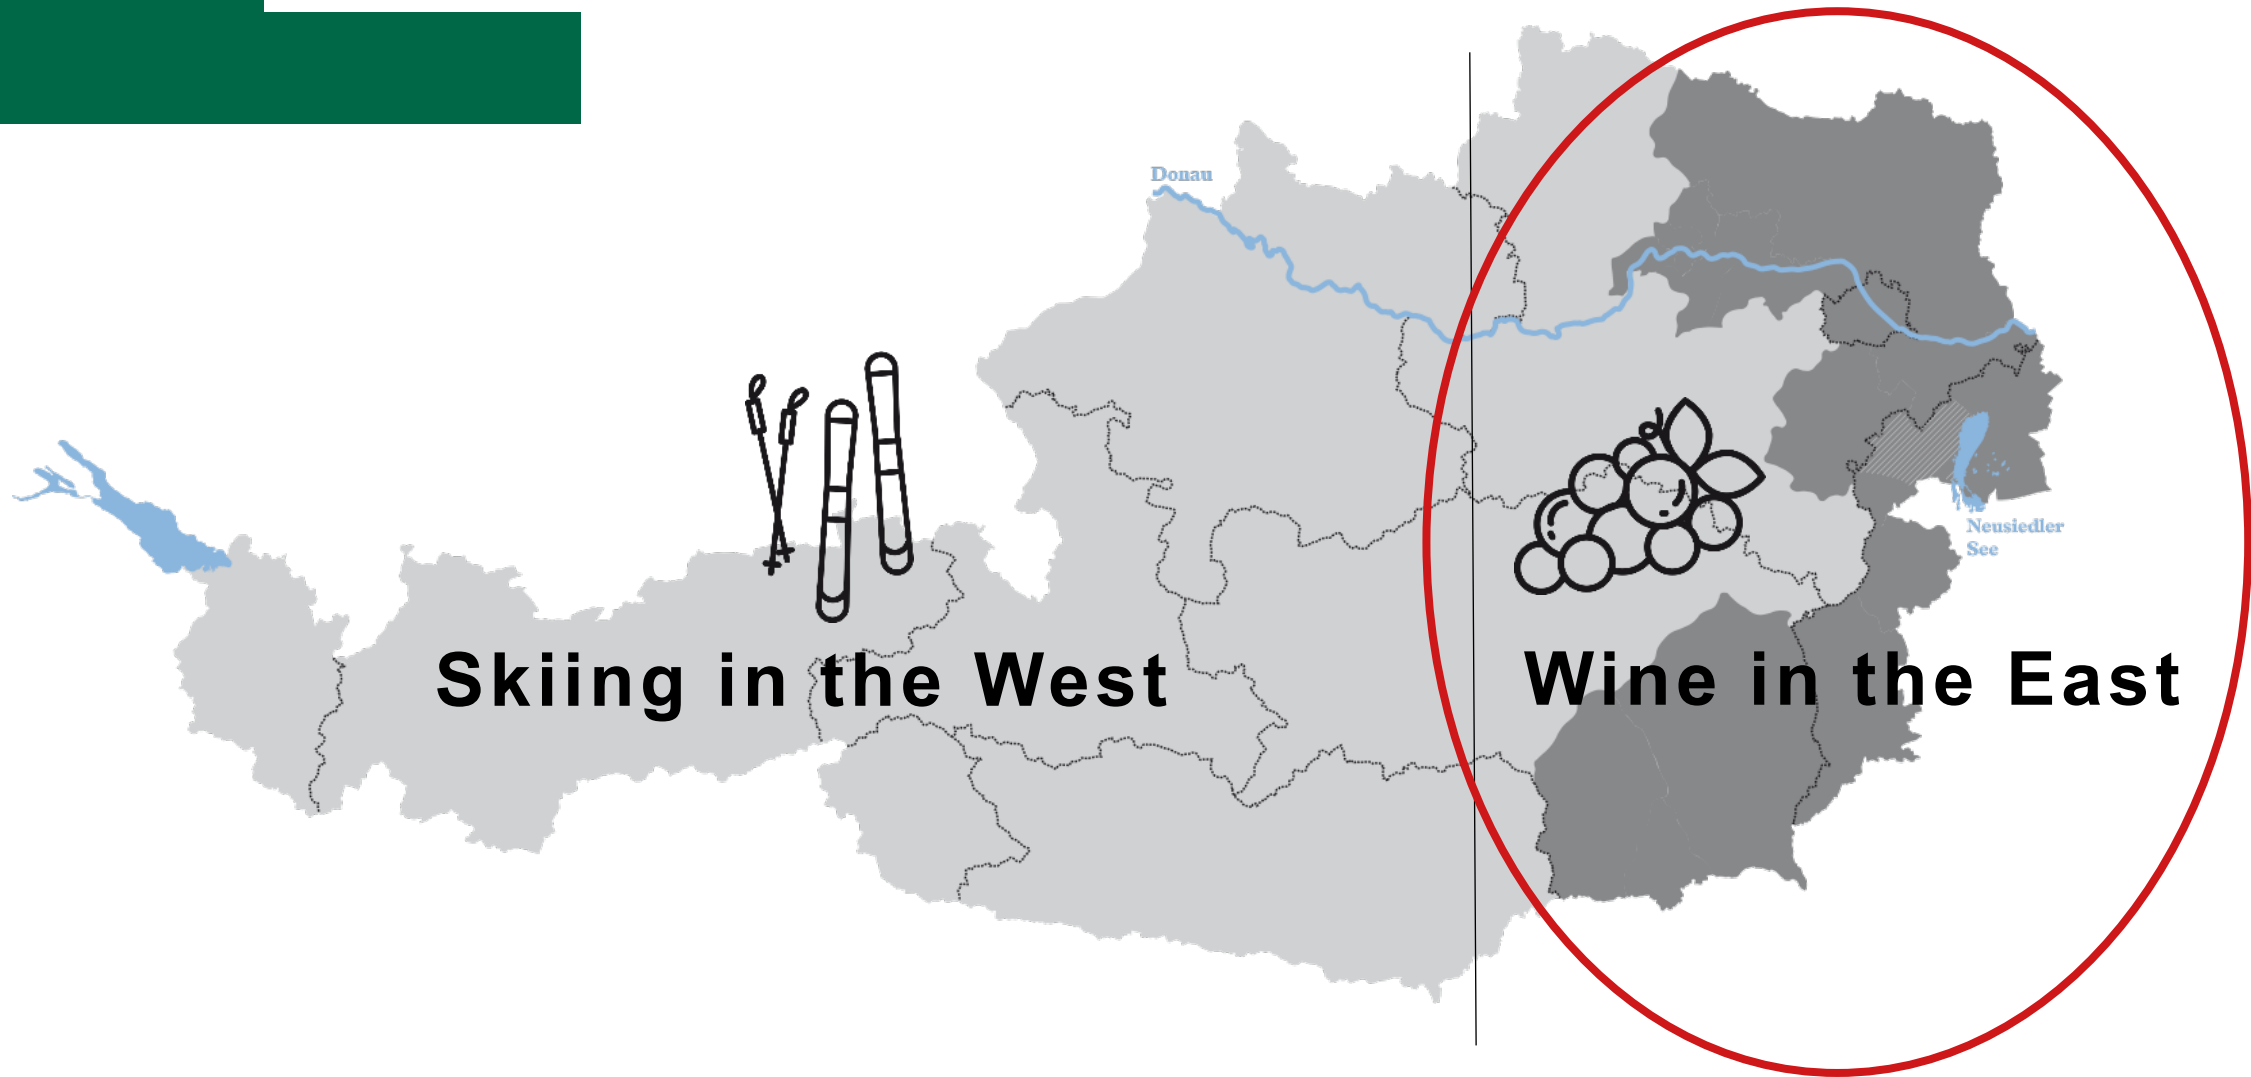 Donau
Neusiedler
See
Skiing in the West
Wine in the East